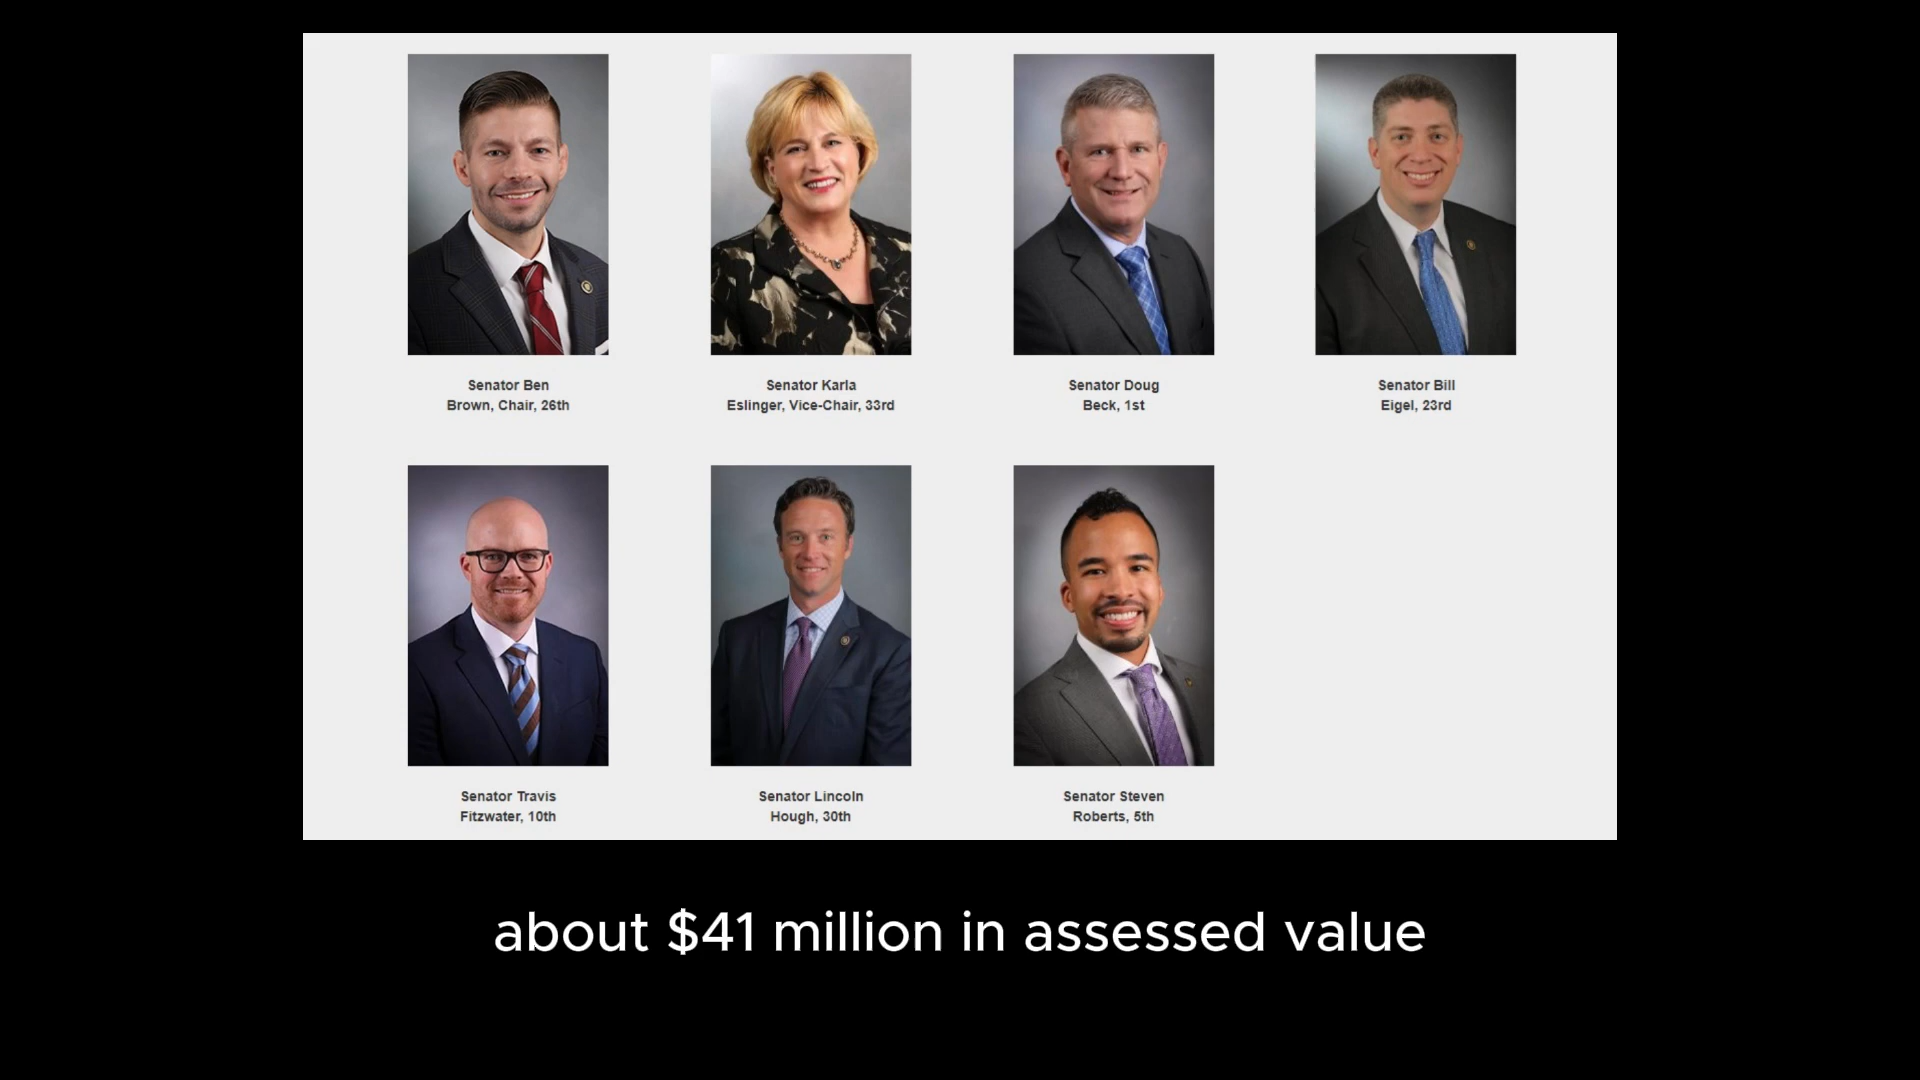 Senator Ben
Brown, Chair, 26th
Senator Karla
Eslinger, Vice-Chair, 33rd
Senator Doug
Beck, 1st
Senator Bill
Eigel, 23rd
Senator Travis
Fitzwater, 10th
Senator Lincoln
Hough, 30th
Senator Steven
Roberts, 5th
about $41 million in assessed value